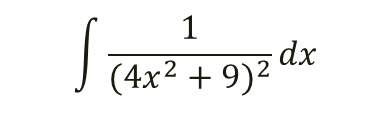 ∫ 1/(4x² + 9)² dx